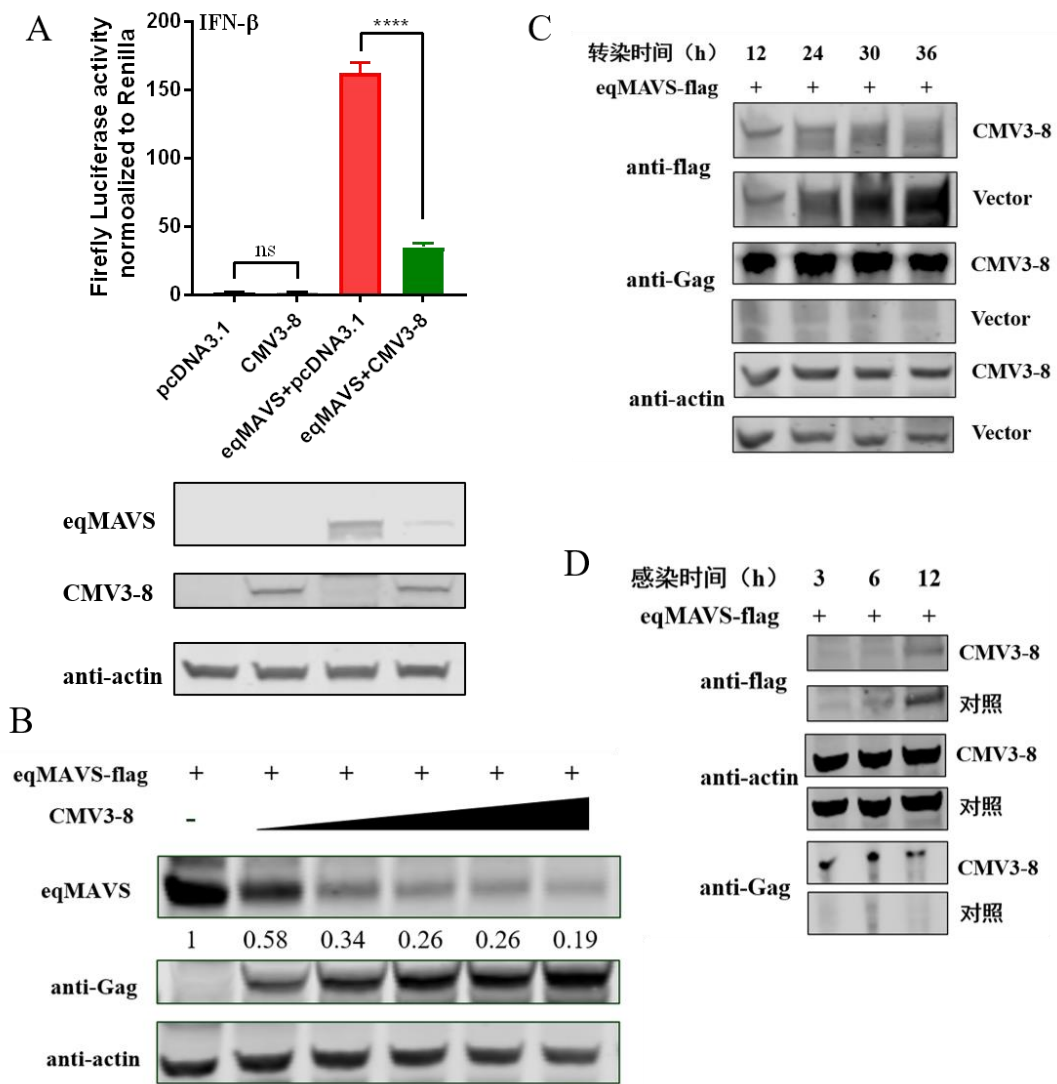 A
IFN-β
****
200
150
100
50
0
ns
Firefly Luciferase activity
normoalized to Renilla
pcDNA3.1
CMV3-8
eqMAVS+pcDNA3.1
eqMAVS+CMV3-8
eqMAVS
CMV3-8
anti-actin
B
eqMAVS-flag + + + + + +
CMV3-8 -
eqMAVS
1 0.58 0.34 0.26 0.26 0.19
anti-Gag
anti-actin
C
转染时间（h） 12 24 30 36
eqMAVS-flag + + + +
CMV3-8
anti-flag
Vector
CMV3-8
anti-Gag
Vector
CMV3-8
anti-actin
Vector
D
感染时间（h） 3 6 12
eqMAVS-flag + + +
CMV3-8
anti-flag
对照
CMV3-8
anti-actin
对照
CMV3-8
anti-Gag
对照